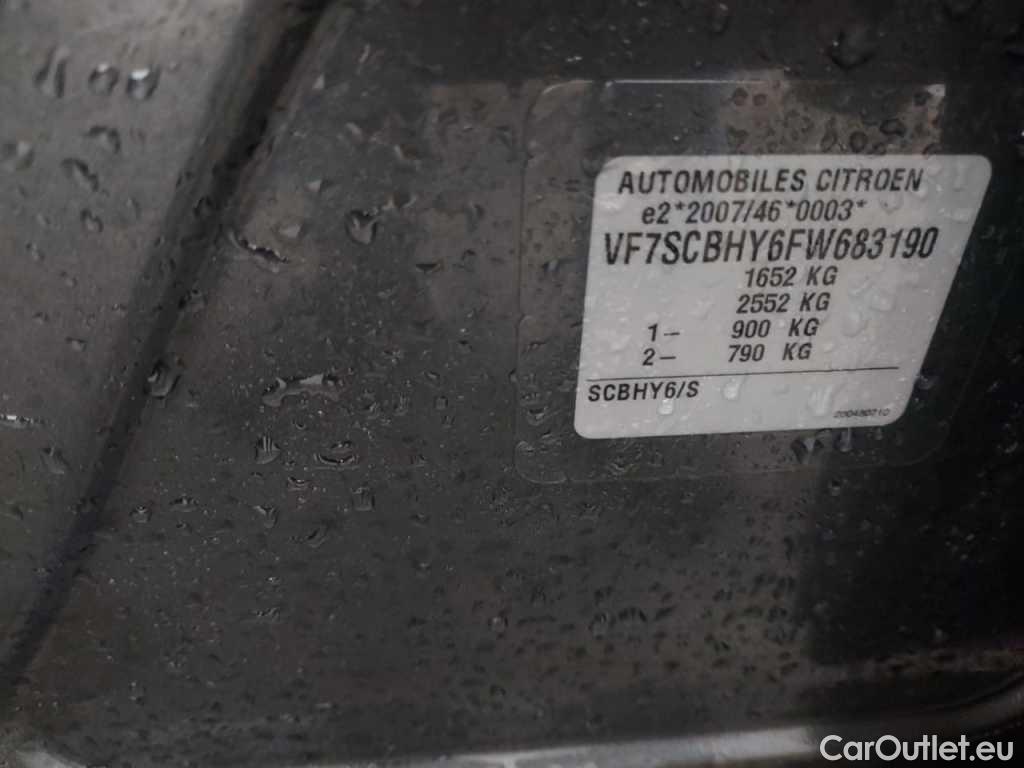 AUTOMOBILES CITROEN
e2*2007/46*0003*
VF7SCBHY6FW683190
1652 KG
2552 KG
1- 900 KG
2- 790 KG
SCBHY6/S
CarOutlet.eu